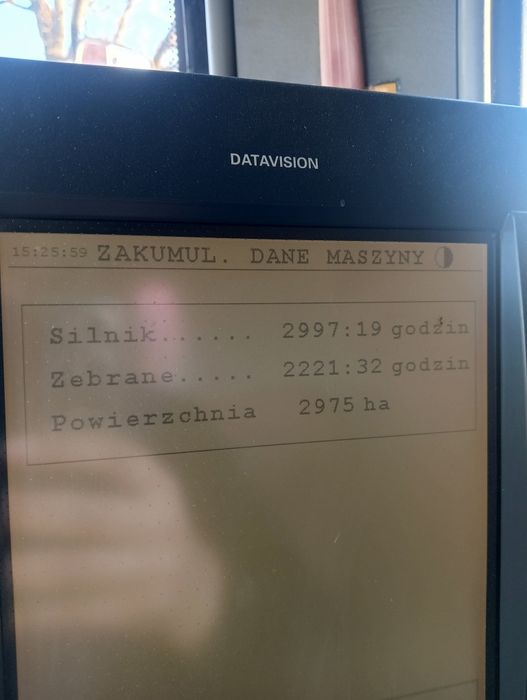 DATAVISION
15:25:59 ZAKUMUL. DANE MASZYNY
Silnik...... 2997:19 godzin
Zebrane..... 2221:32 godzin
Powierzchnia 2975 ha